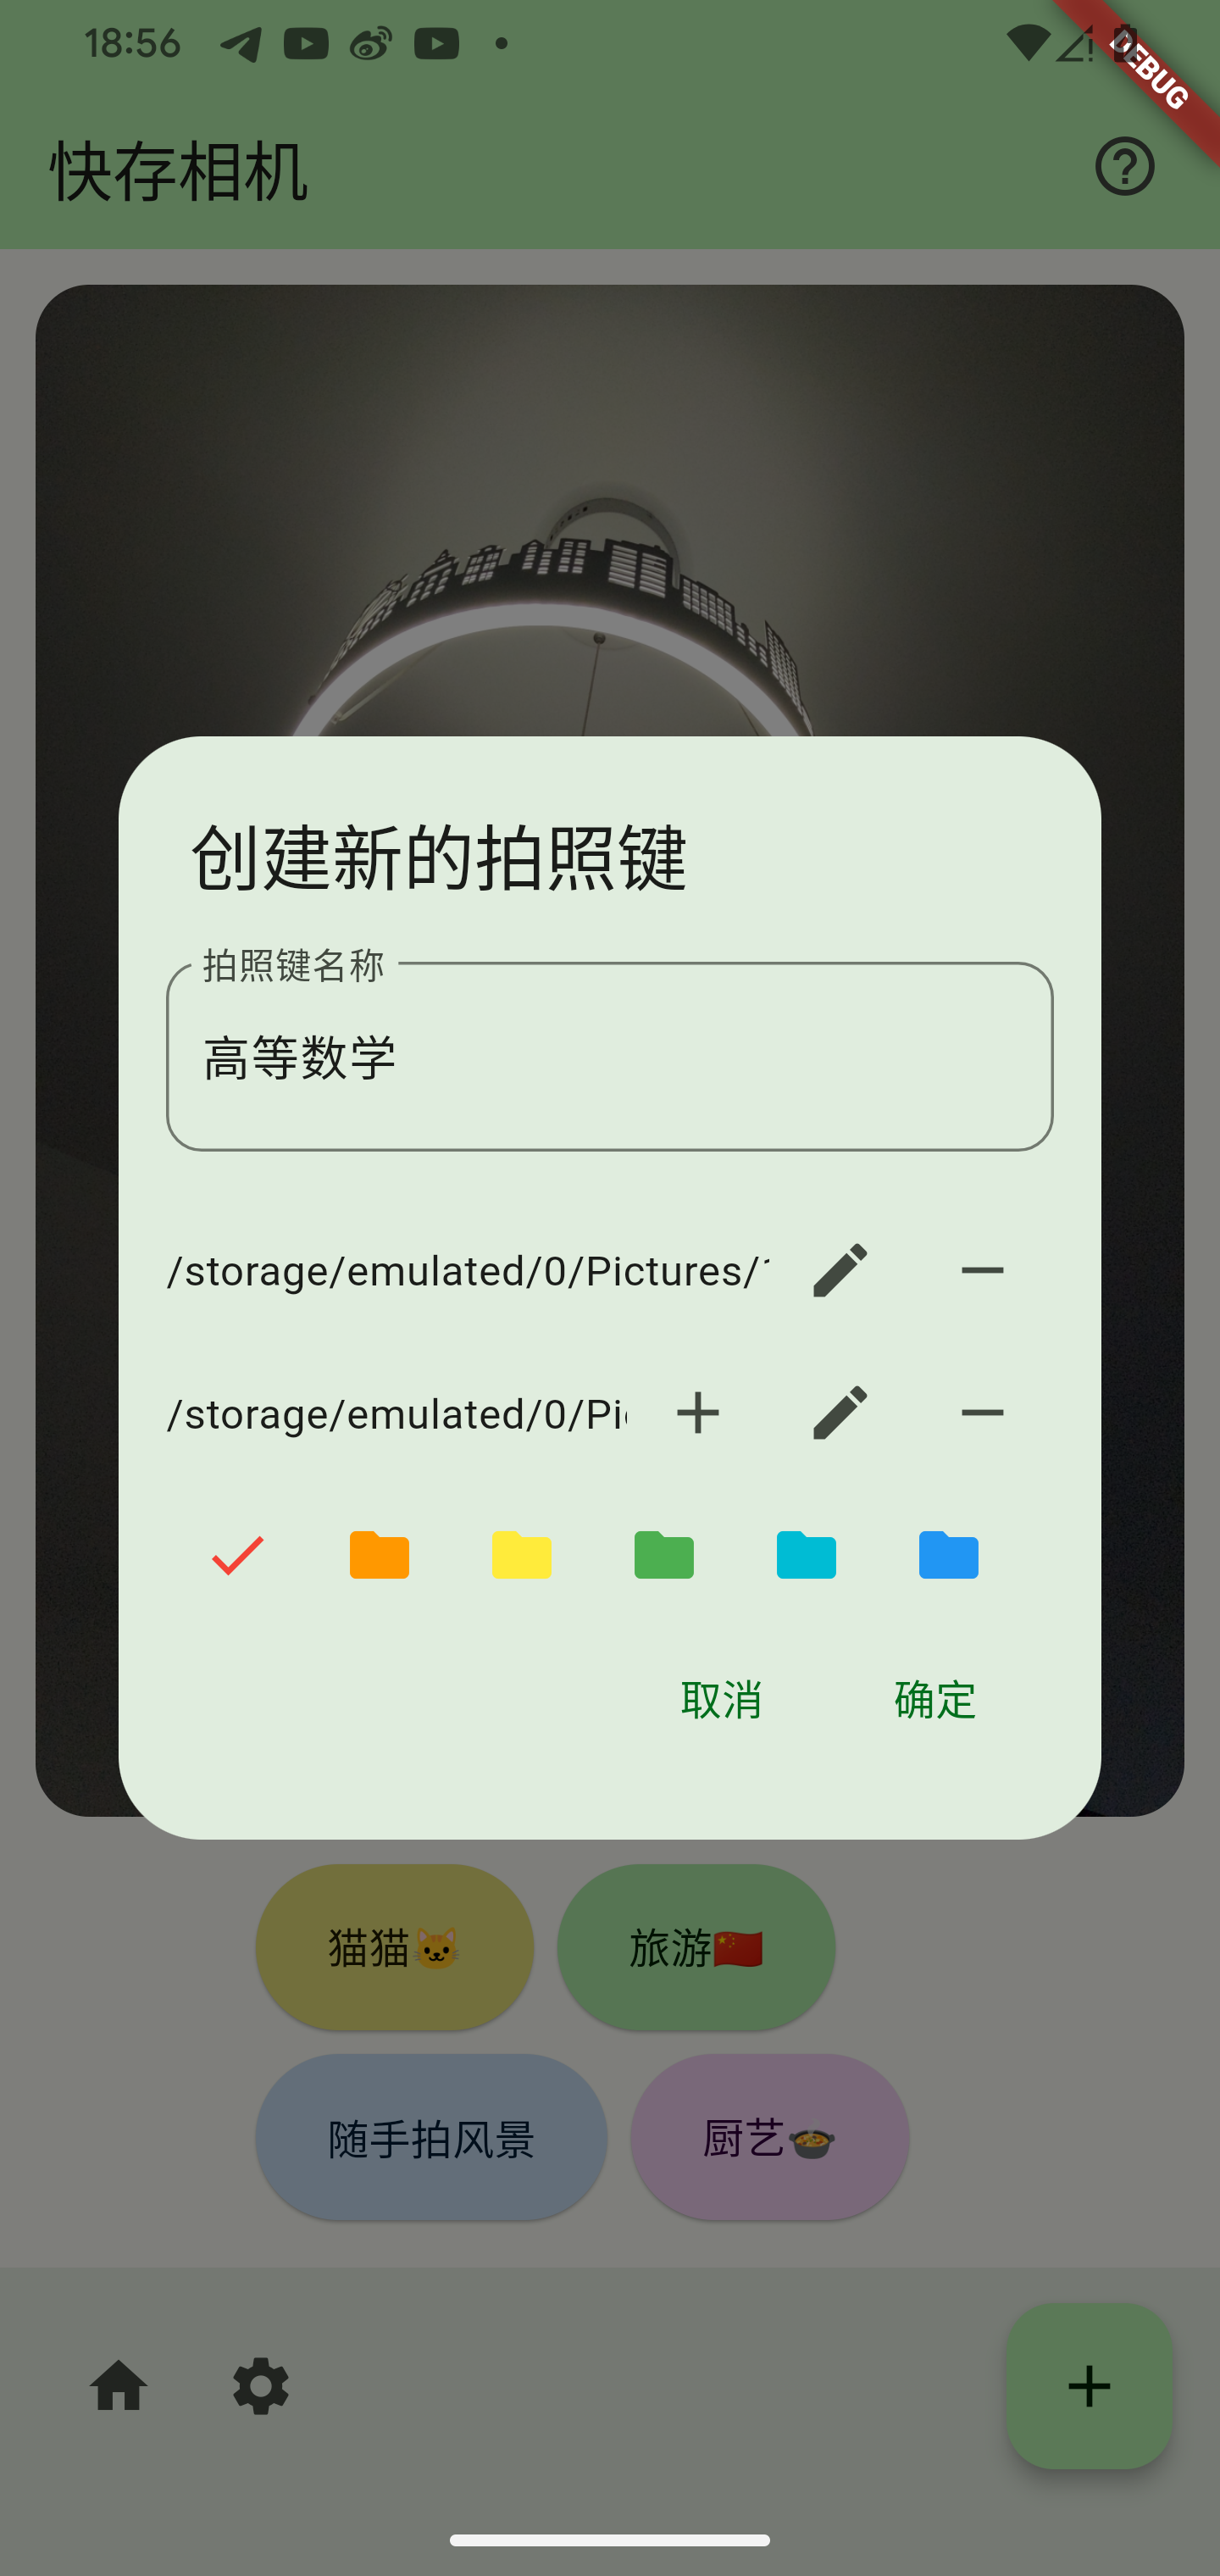 18:56
DEBUG
快存相机
创建新的拍照键
拍照键名称
高等数学
/storage/emulated/0/Pictures/
/storage/emulated/0/Pi
取消
确定
猫猫🐱 旅游🇨🇳
随手拍风景 厨艺🍲